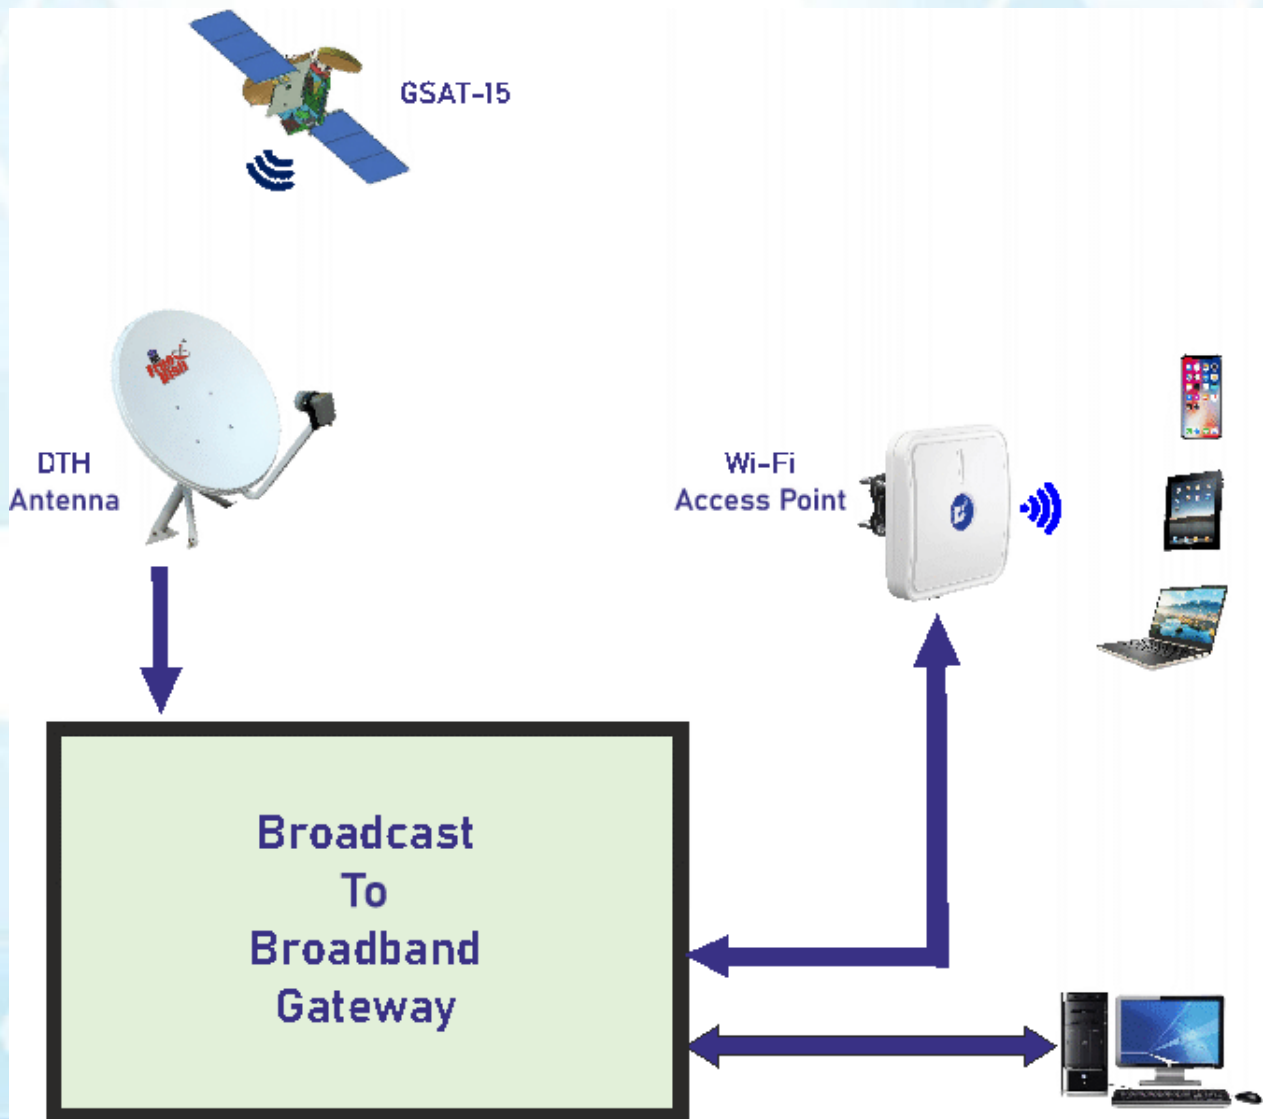 GSAT-15
DTH
Antenna
Wi-Fi
Access Point
Broadcast
To
Broadband
Gateway